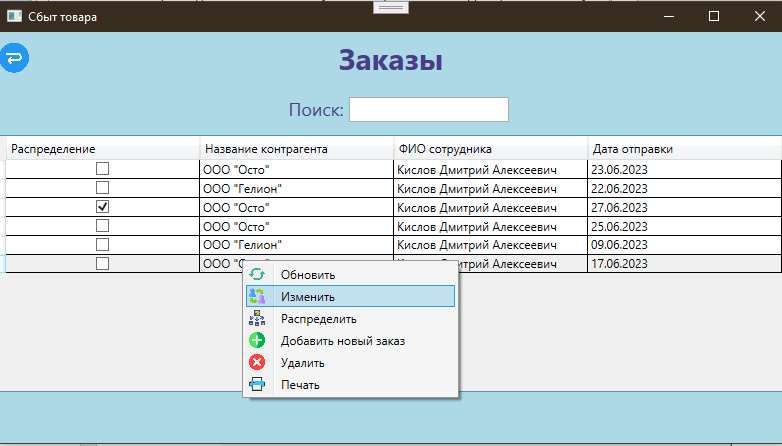 Сбыт товара
Заказы
Поиск:
Распределение Название контрагента ФИО сотрудника Дата отправки
ООО "Осто" Кислов Дмитрий Алексеевич 23.06.2023
ООО "Гелион" Кислов Дмитрий Алексеевич 22.06.2023
ООО "Осто" Кислов Дмитрий Алексеевич 27.06.2023
ООО "Осто" Кислов Дмитрий Алексеевич 25.06.2023
ООО "Гелион" Кислов Дмитрий Алексеевич 09.06.2023
ООО Дмитрий Алексеевич 17.06.2023
Обновить
Изменить
Распределить
Добавить новый заказ
Удалить
Печать